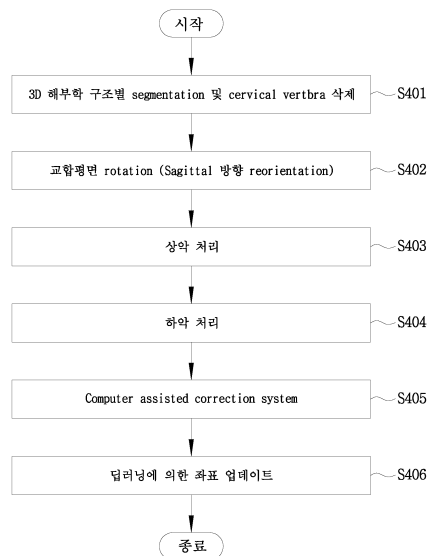 시작
3D 해부학 구조별 segmentation 및 cervical vertbra 삭제 S401
교합평면 rotation (Sagittal 방향 reorientation) S402
상악 처리 S403
하악 처리 S404
Computer assisted correction system S405
딥러닝에 의한 좌표 업데이트 S406
종료